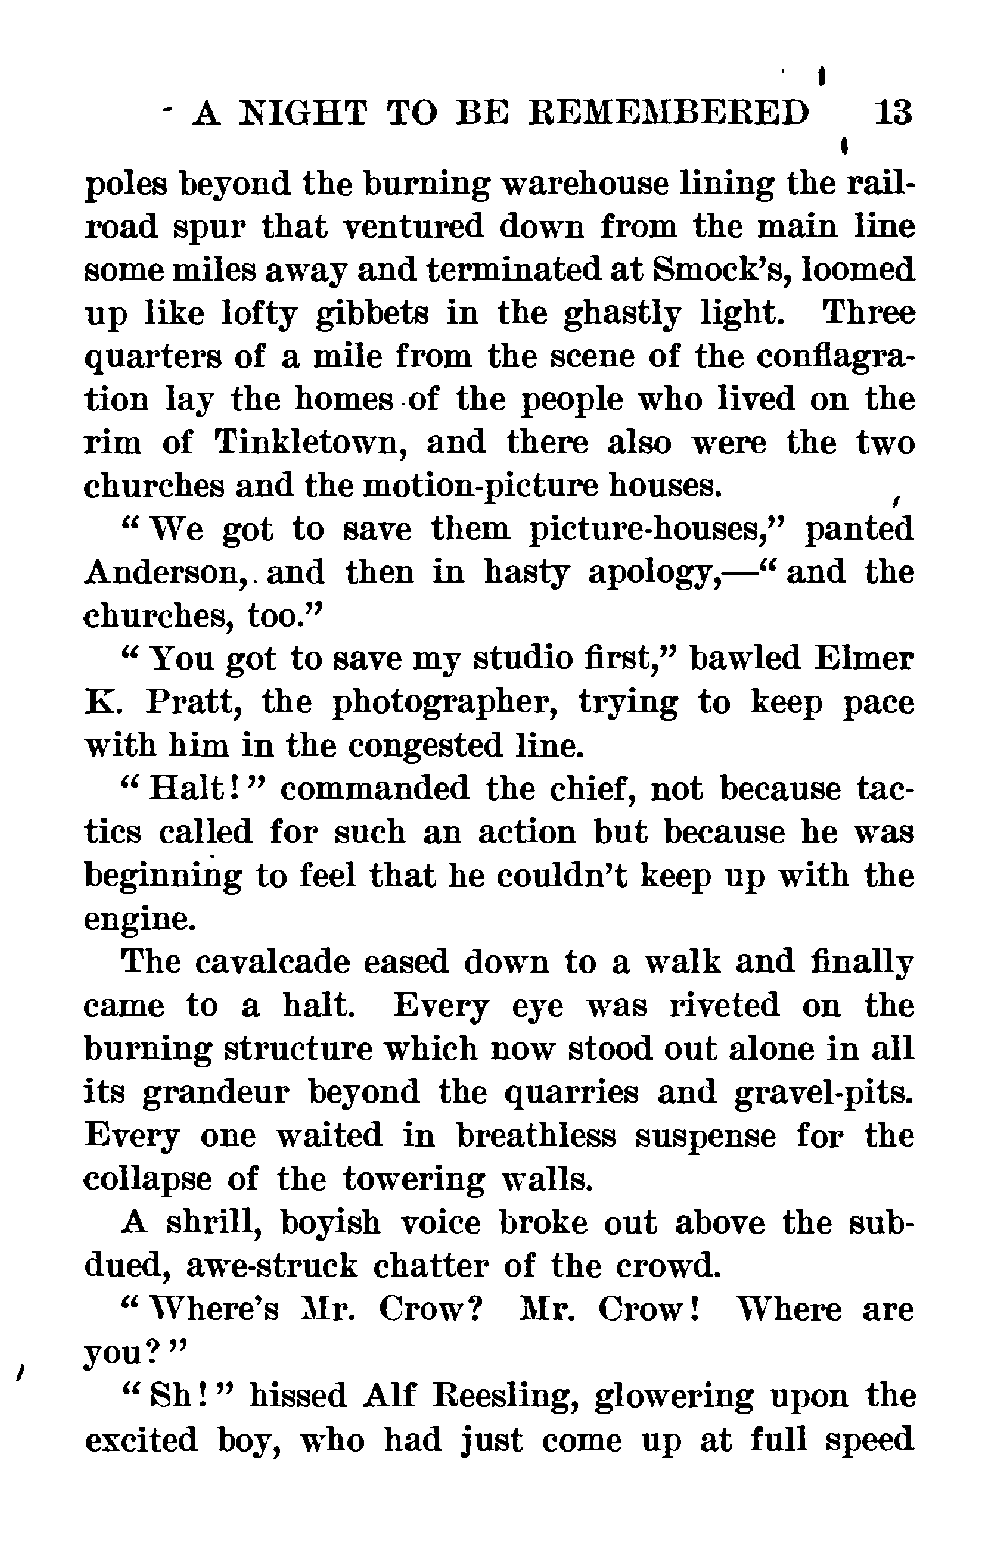 A NIGHT TO BE REMEMBERED 13
poles beyond the burning warehouse lining the rail-
road spur that ventured down from the main line
some miles away and terminated at Smock's, loomed
up like lofty gibbets in the ghastly light. Three
quarters of a mile from the scene of the conflagra-
tion lay the homes of the people who lived on the
rim of Tinkletown, and there also were the two
churches and the motion-picture houses.
“We got to save them picture-houses,” panted
Anderson, and then in hasty apology,—“and the
churches, too.”
“You got to save my studio first,” bawled Elmer
K. Pratt, the photographer, trying to keep pace
with him in the congested line.
“Halt!” commanded the chief, not because tac-
tics called for such an action but because he was
beginning to feel that he couldn't keep up with the
engine.
The cavalcade eased down to a walk and finally
came to a halt. Every eye was riveted on the
burning structure which now stood out alone in all
its grandeur beyond the quarries and gravel-pits.
Every one waited in breathless suspense for the
collapse of the towering walls.
A shrill, boyish voice broke out above the sub-
dued, awe-struck chatter of the crowd.
“Where's Mr. Crow? Mr. Crow! Where are
you?”
“Sh!” hissed Alf Reesling, glowering upon the
excited boy, who had just come up at full speed